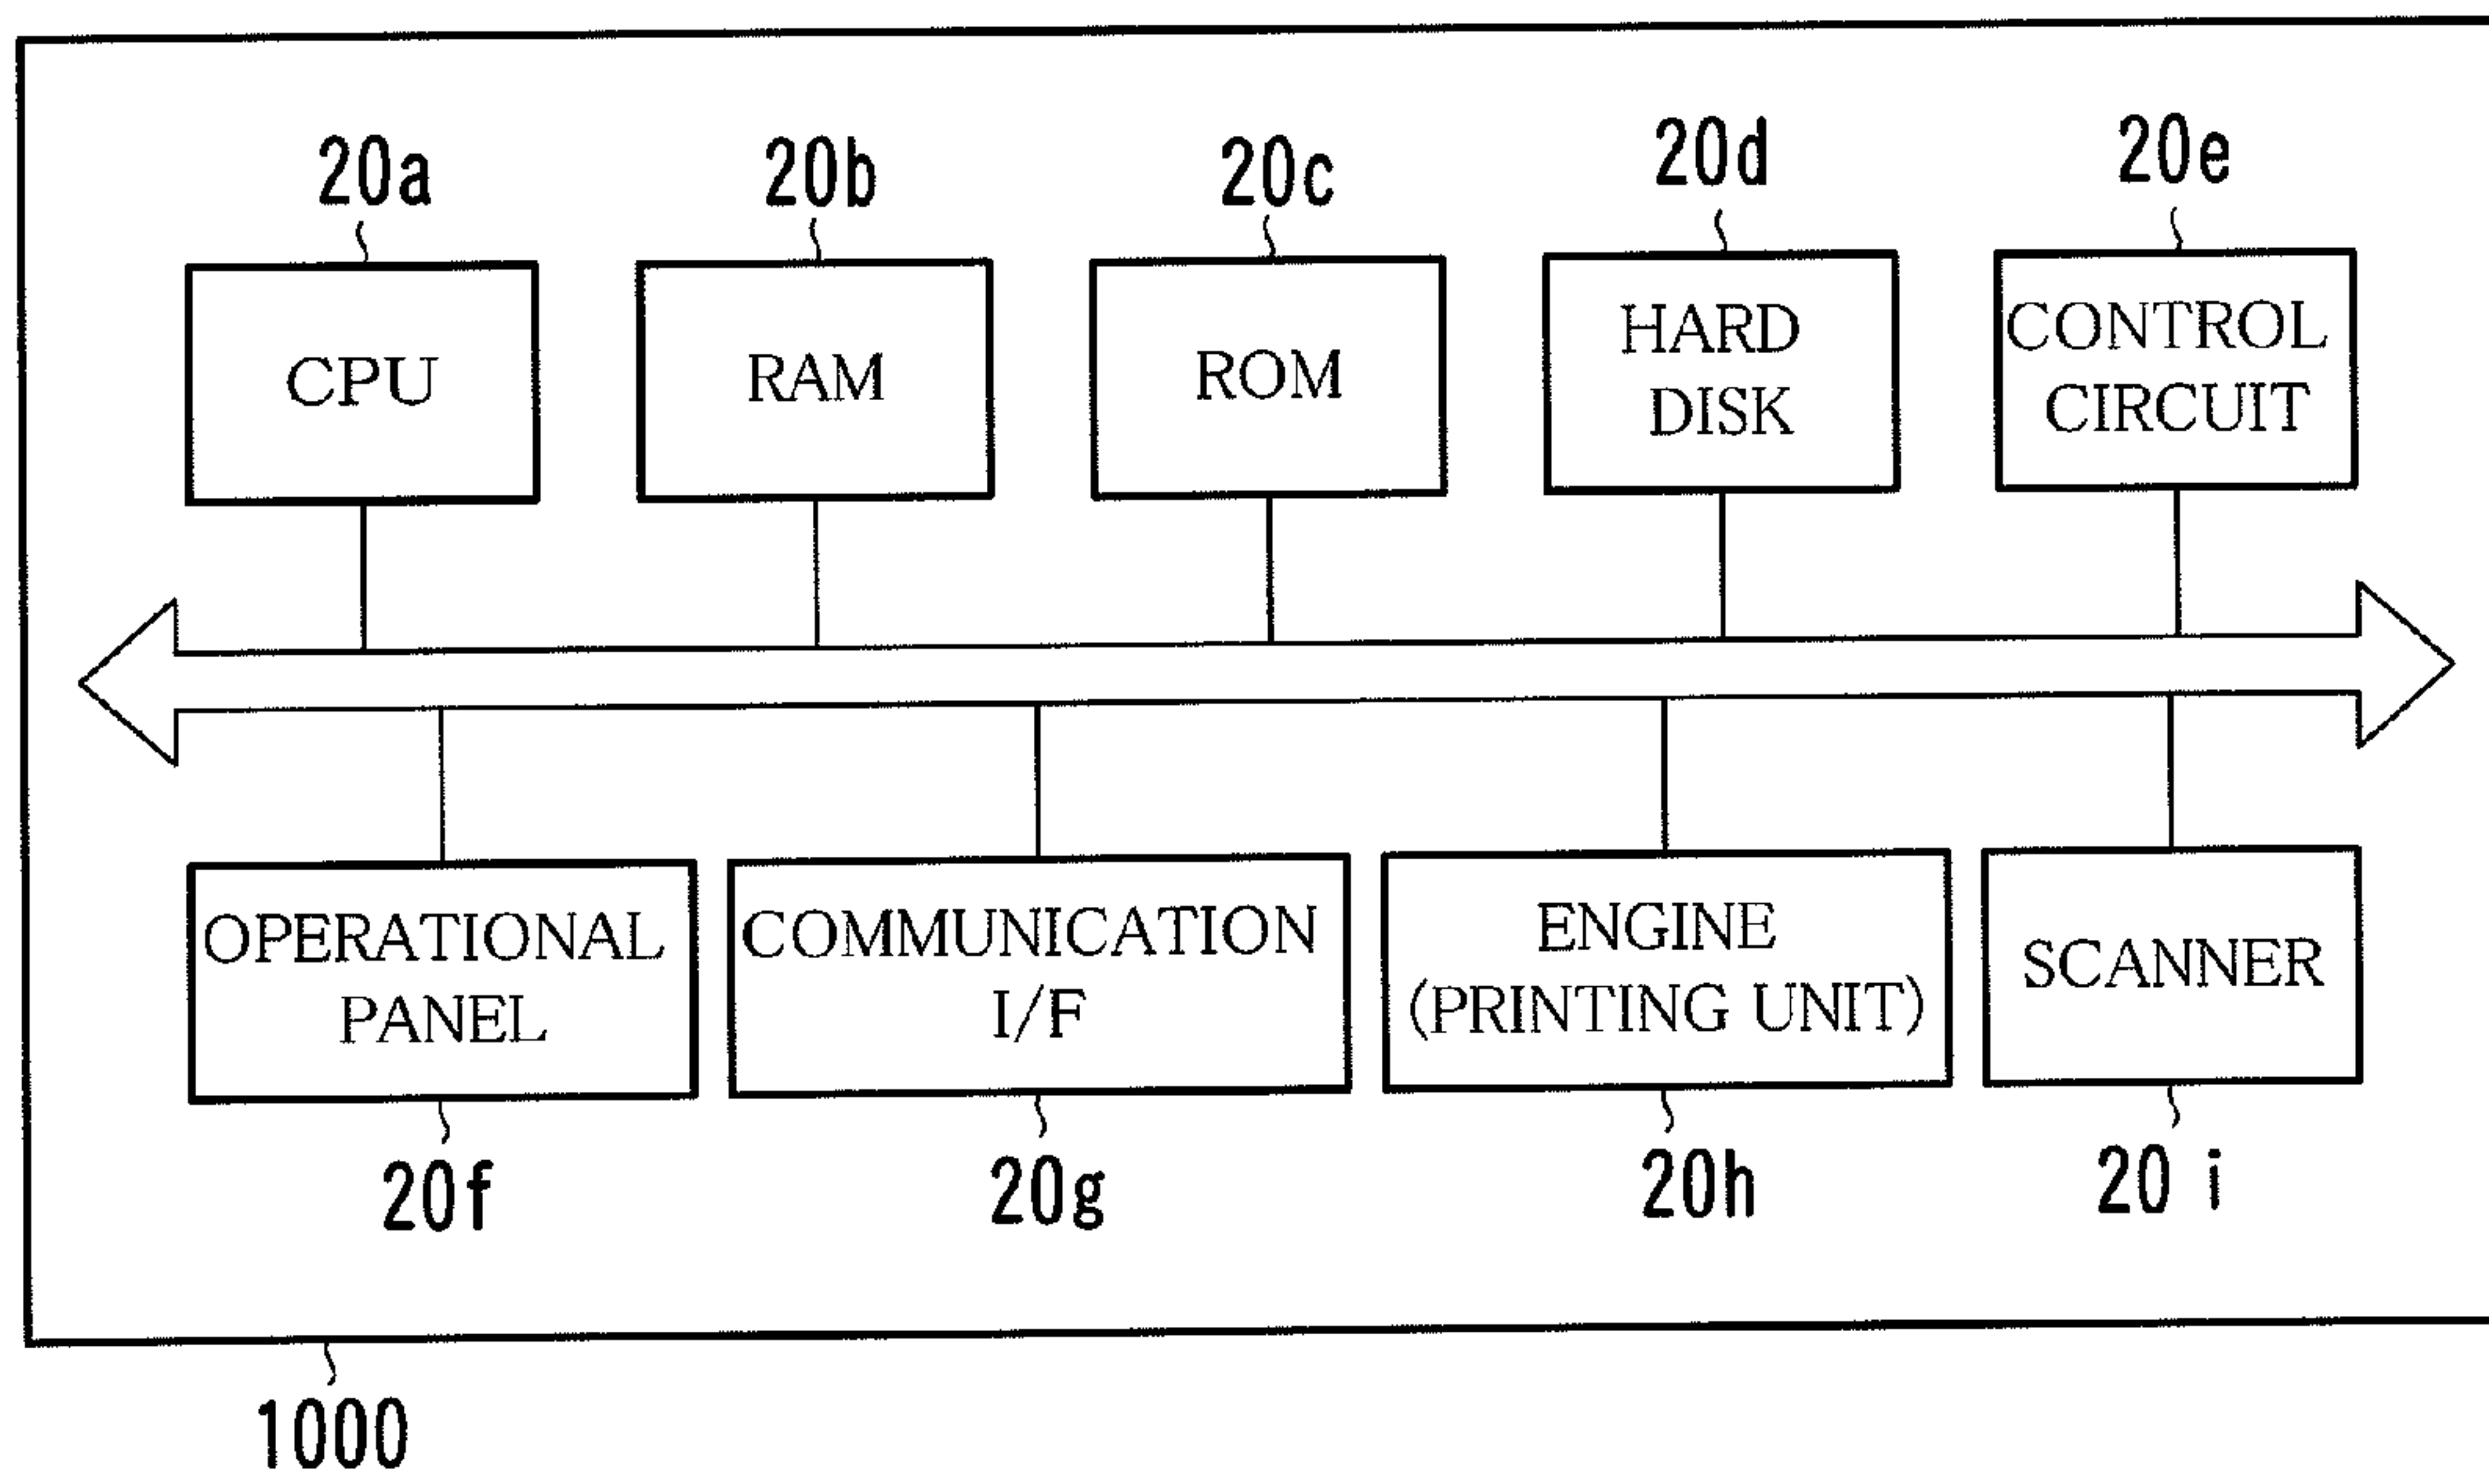 20a
20b
20c
20d
20e
CPU
RAM
ROM
HARD
DISK
CONTROL
CIRCUIT
OPERATIONAL
PANEL
COMMUNICATION
I/F
ENGINE
(PRINTING UNIT)
SCANNER
20f
20g
20h
20i
1000